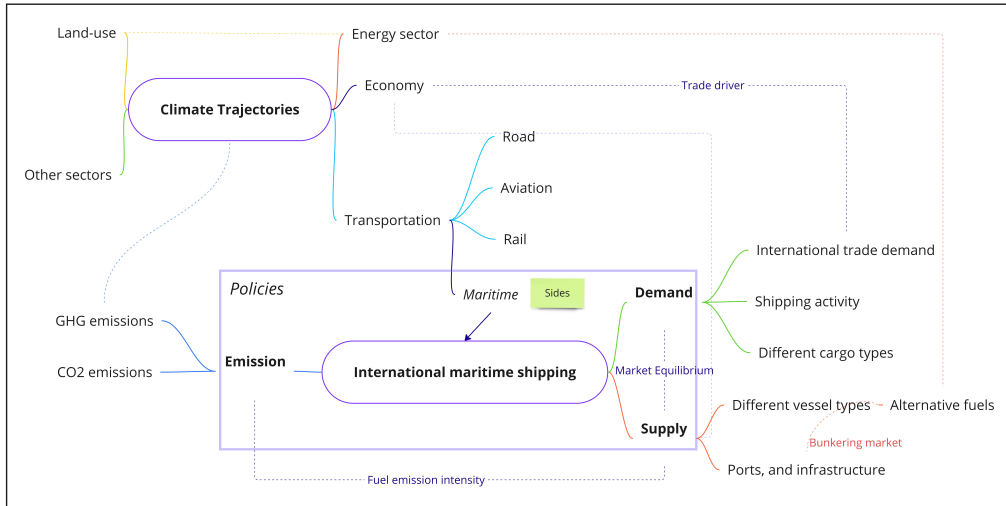 Land-use
Energy sector
Climate Trajectories
Economy
Trade driver
Other sectors
Road
Aviation
Transportation
Rail
International trade demand
Policies
Maritime
Sides
Demand
Shipping activity
GHG emissions
Different cargo types
Emission
CO2 emissions
International maritime shipping
Market Equilibrium
Different vessel types
Alternative fuels
Supply
Bunkering market
Ports, and infrastructure
Fuel emission intensity